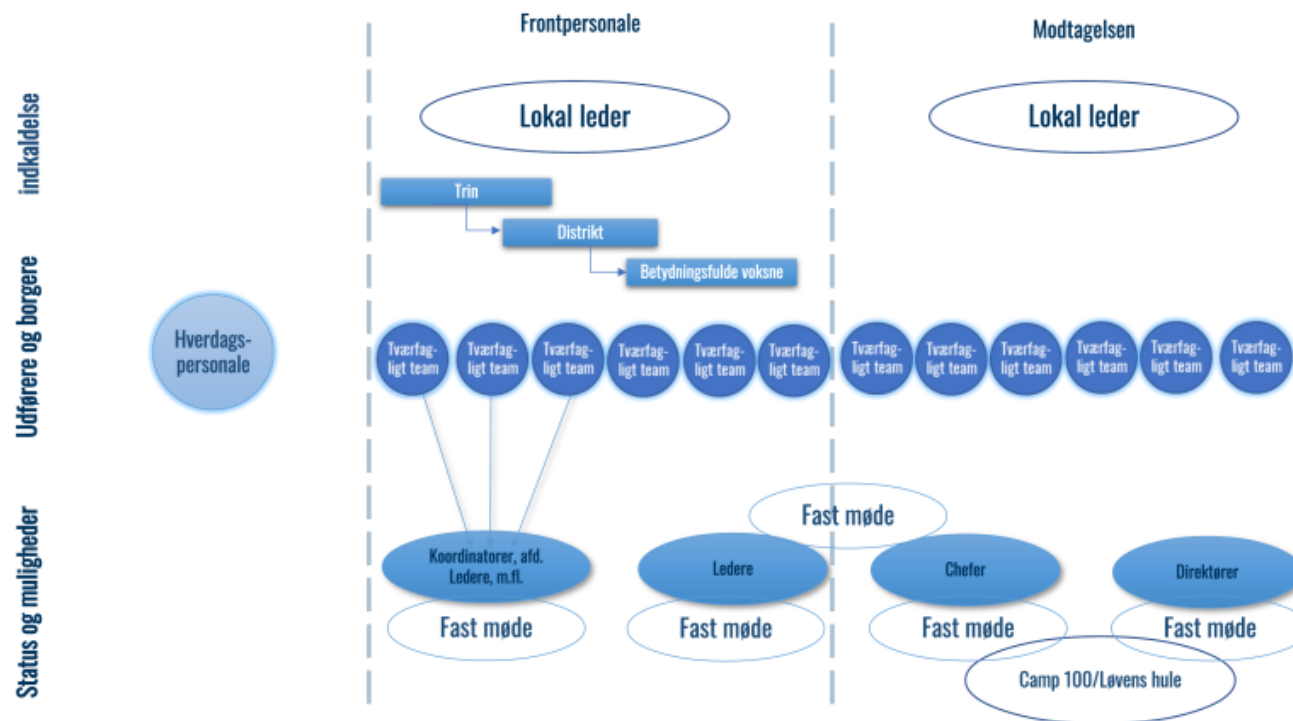 Frontpersonale
Modtagelsen
indkaldelse
Lokal leder
Lokal leder
Trin
Distrikt
Betydningsfulde voksne
Udførere og borgere
Hverdags-
personale
Tværfag-
ligt team
Tværfag-
ligt team
Tværfag-
ligt team
Tværfag-
ligt team
Tværfag-
ligt team
Tværfag-
ligt team
Tværfag-
ligt team
Tværfag-
ligt team
Tværfag-
ligt team
Tværfag-
ligt team
Tværfag-
ligt team
Tværfag-
ligt team
Status og muligheder
Fast møde
Koordinatorer, afd.
Ledere, m.fl.
Ledere
Chefer
Direktører
Fast møde
Fast møde
Fast møde
Fast møde
Camp 100/Løvens hule